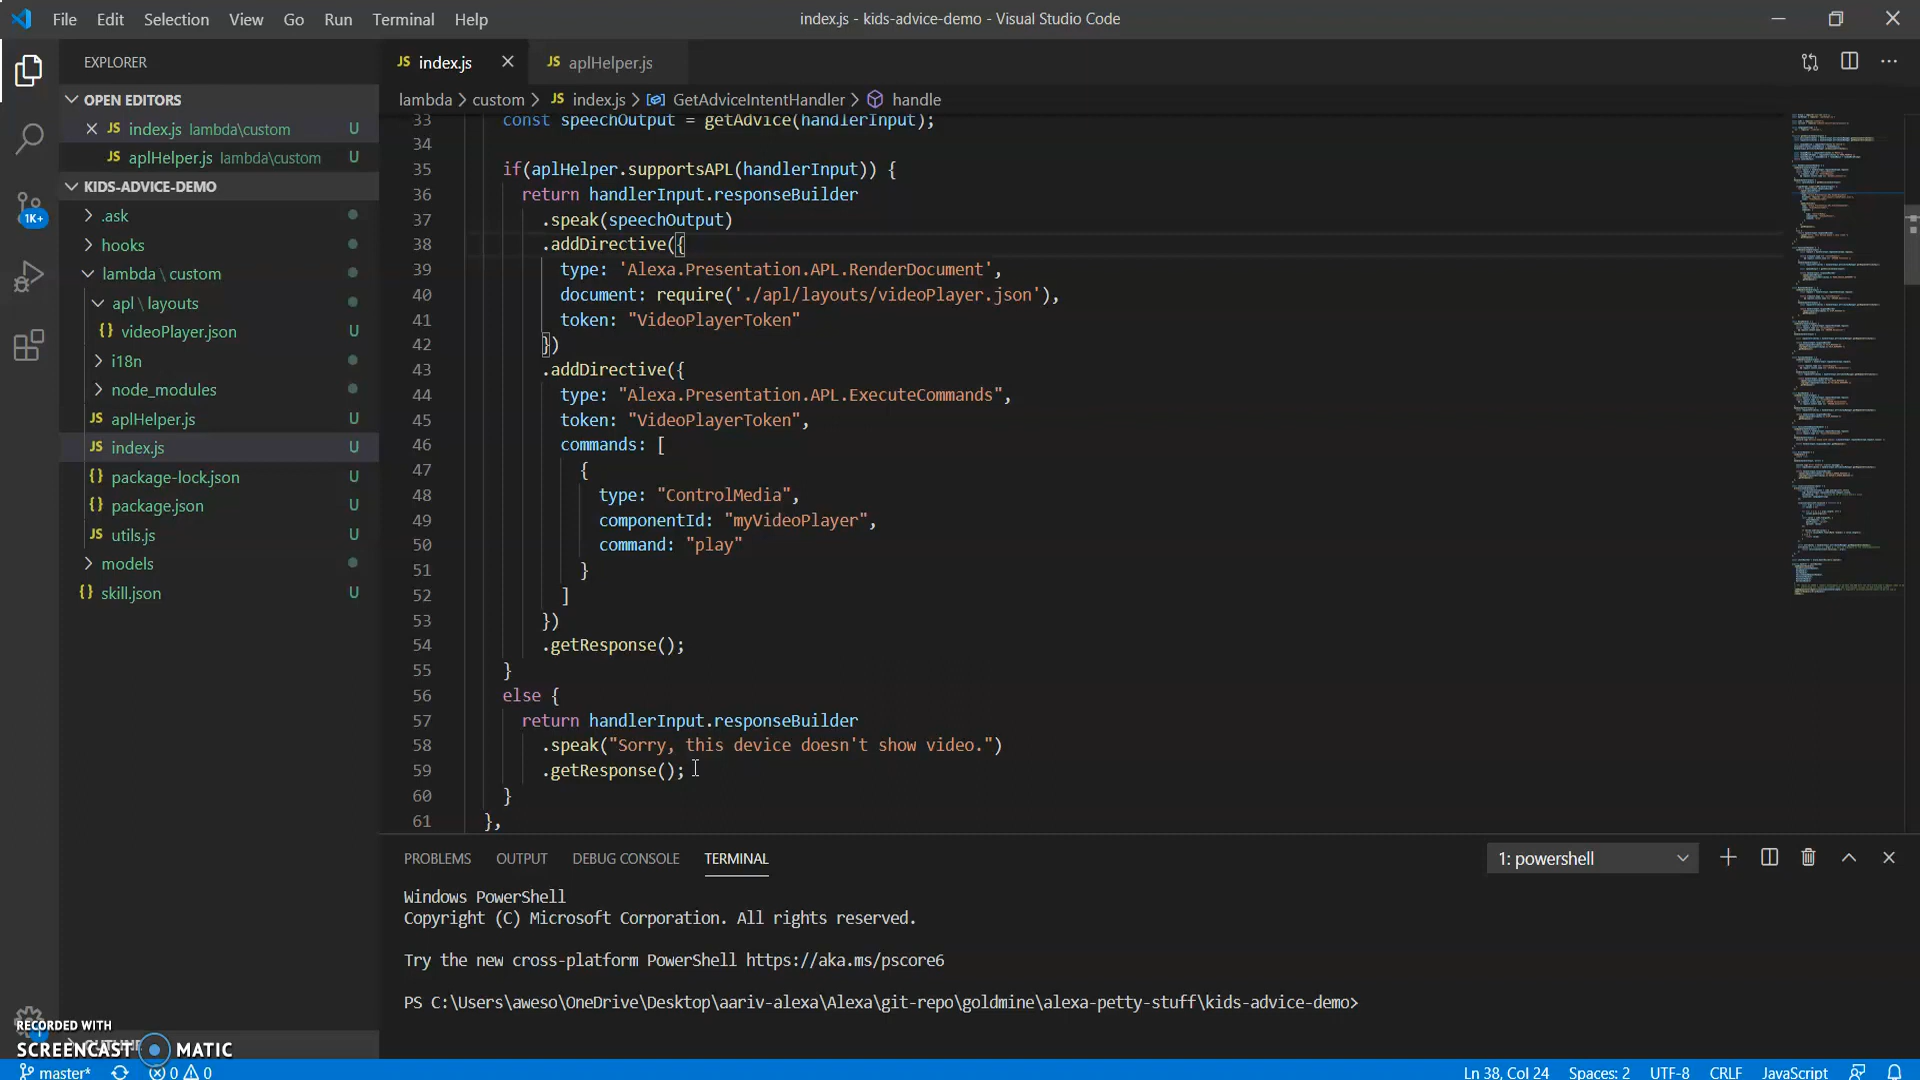 File Edit Selection View Go Run Terminal Help
index.js - kids-advice-demo - Visual Studio Code
EXPLORER
OPEN EDITORS
JS index.js lambda\custom U
JS aplHelper.js lambda\custom U
KIDS-ADVICE-DEMO
.ask
hooks
lambda \ custom
apl \ layouts
{} videoPlayer.json U
i18n
node_modules
JS aplHelper.js U
JS index.js U
{} package-lock.json U
{} package.json U
JS utils.js U
models
{} skill.json U
1K+
JS index.js
JS aplHelper.js
lambda > custom > JS index.js > GetAdviceIntentHandler > handle
33 const speechOutput = getAdvice(handlerInput);
34
35 if(aplHelper.supportsAPL(handlerInput)) {
36 return handlerInput.responseBuilder
37 .speak(speechOutput)
38 .addDirective({
39 type: 'Alexa.Presentation.APL.RenderDocument',
40 document: require('./apl/layouts/videoPlayer.json'),
41 token: "VideoPlayerToken"
42 })
43 .addDirective({
44 type: "Alexa.Presentation.APL.ExecuteCommands",
45 token: "VideoPlayerToken",
46 commands: [
47 {
48 type: "ControlMedia",
49 componentId: "myVideoPlayer",
50 command: "play"
51 }
52 ]
53 })
54 .getResponse();
55 }
56 else {
57 return handlerInput.responseBuilder
58 .speak("Sorry, this device doesn't show video.")
59 .getResponse();
60 }
61 },
PROBLEMS OUTPUT DEBUG CONSOLE TERMINAL
1: powershell
Windows PowerShell
Copyright (C) Microsoft Corporation. All rights reserved.
Try the new cross-platform PowerShell https://aka.ms/pscore6
PS C:\Users\aweso\OneDrive\Desktop\aariv-alexa\Alexa\git-repo\goldmine\alexa-petty-stuff\kids-advice-demo>
RECORDED WITH
SCREENCAST MATIC
master* 0 0
Ln 38, Col 24 Spaces: 2 UTF-8 CRLF JavaScript